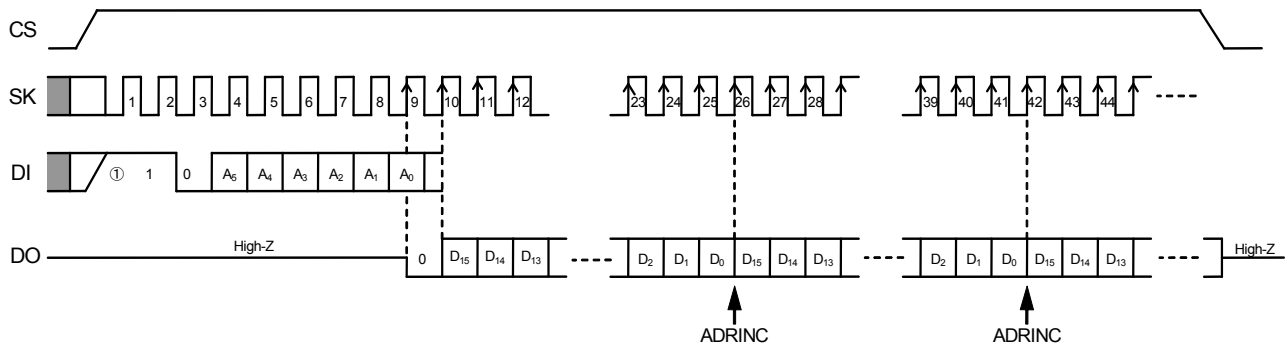 CS
SK 1 2 3 4 5 6 7 8 9 10 11 12 23 24 25 26 27 28 39 40 41 42 43 44
DI ① 1 0 A5 A4 A3 A2 A1 A0
DO High-Z 0 D15 D14 D13 D2 D1 D0 D15 D14 D13 D2 D1 D0 D15 D14 D13 High-Z
ADRINC ADRINC